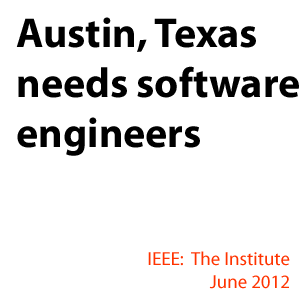 Austin, Texas
needs software
engineers
IEEE: The Institute
June 2012